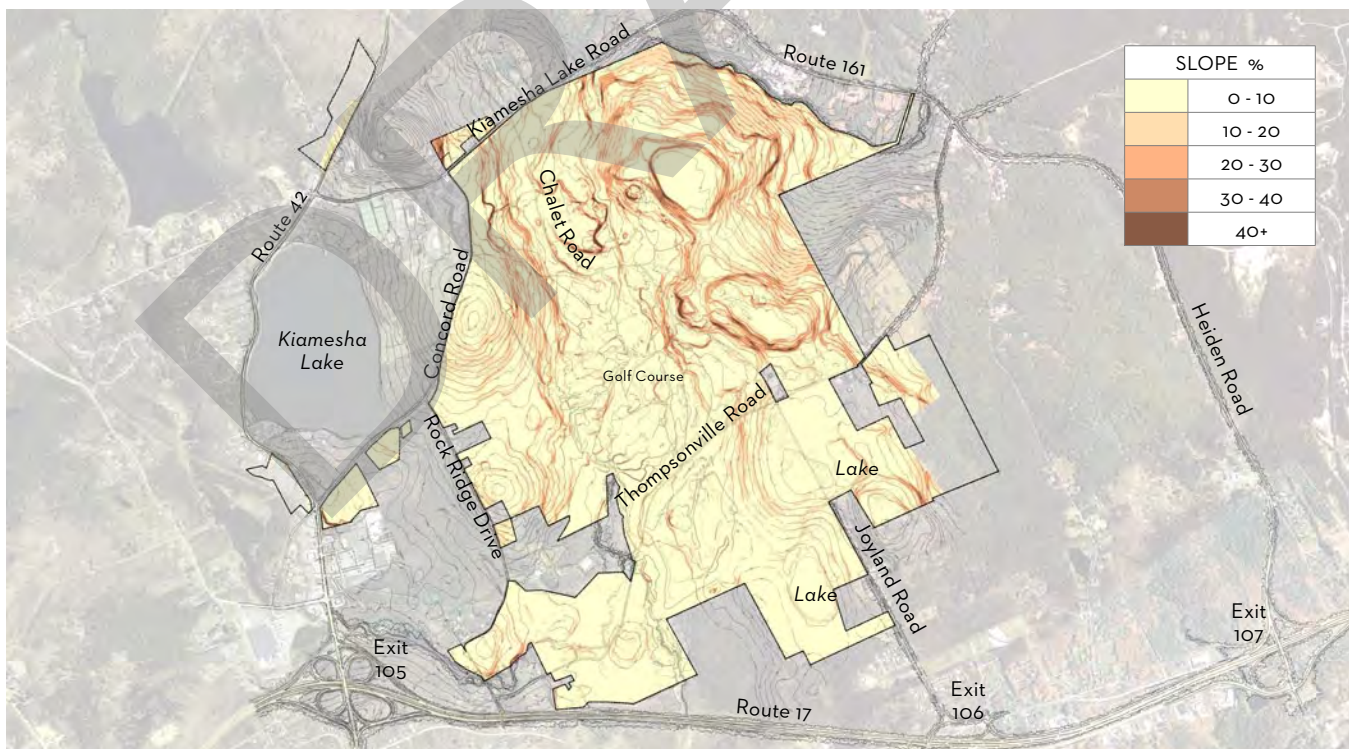 Kiamesha Lake Road
Route 161
SLOPE %
0 - 10
10 - 20
20 - 30
30 - 40
40+
Route 42
Chalet Road
Concord Road
Heiden Road
Kiamesha
Lake
Golf Course
Thompsonville Road
Rock Ridge Drive
Lake
Joyland Road
Lake
Exit
105
Exit
107
Exit
106
Route 17